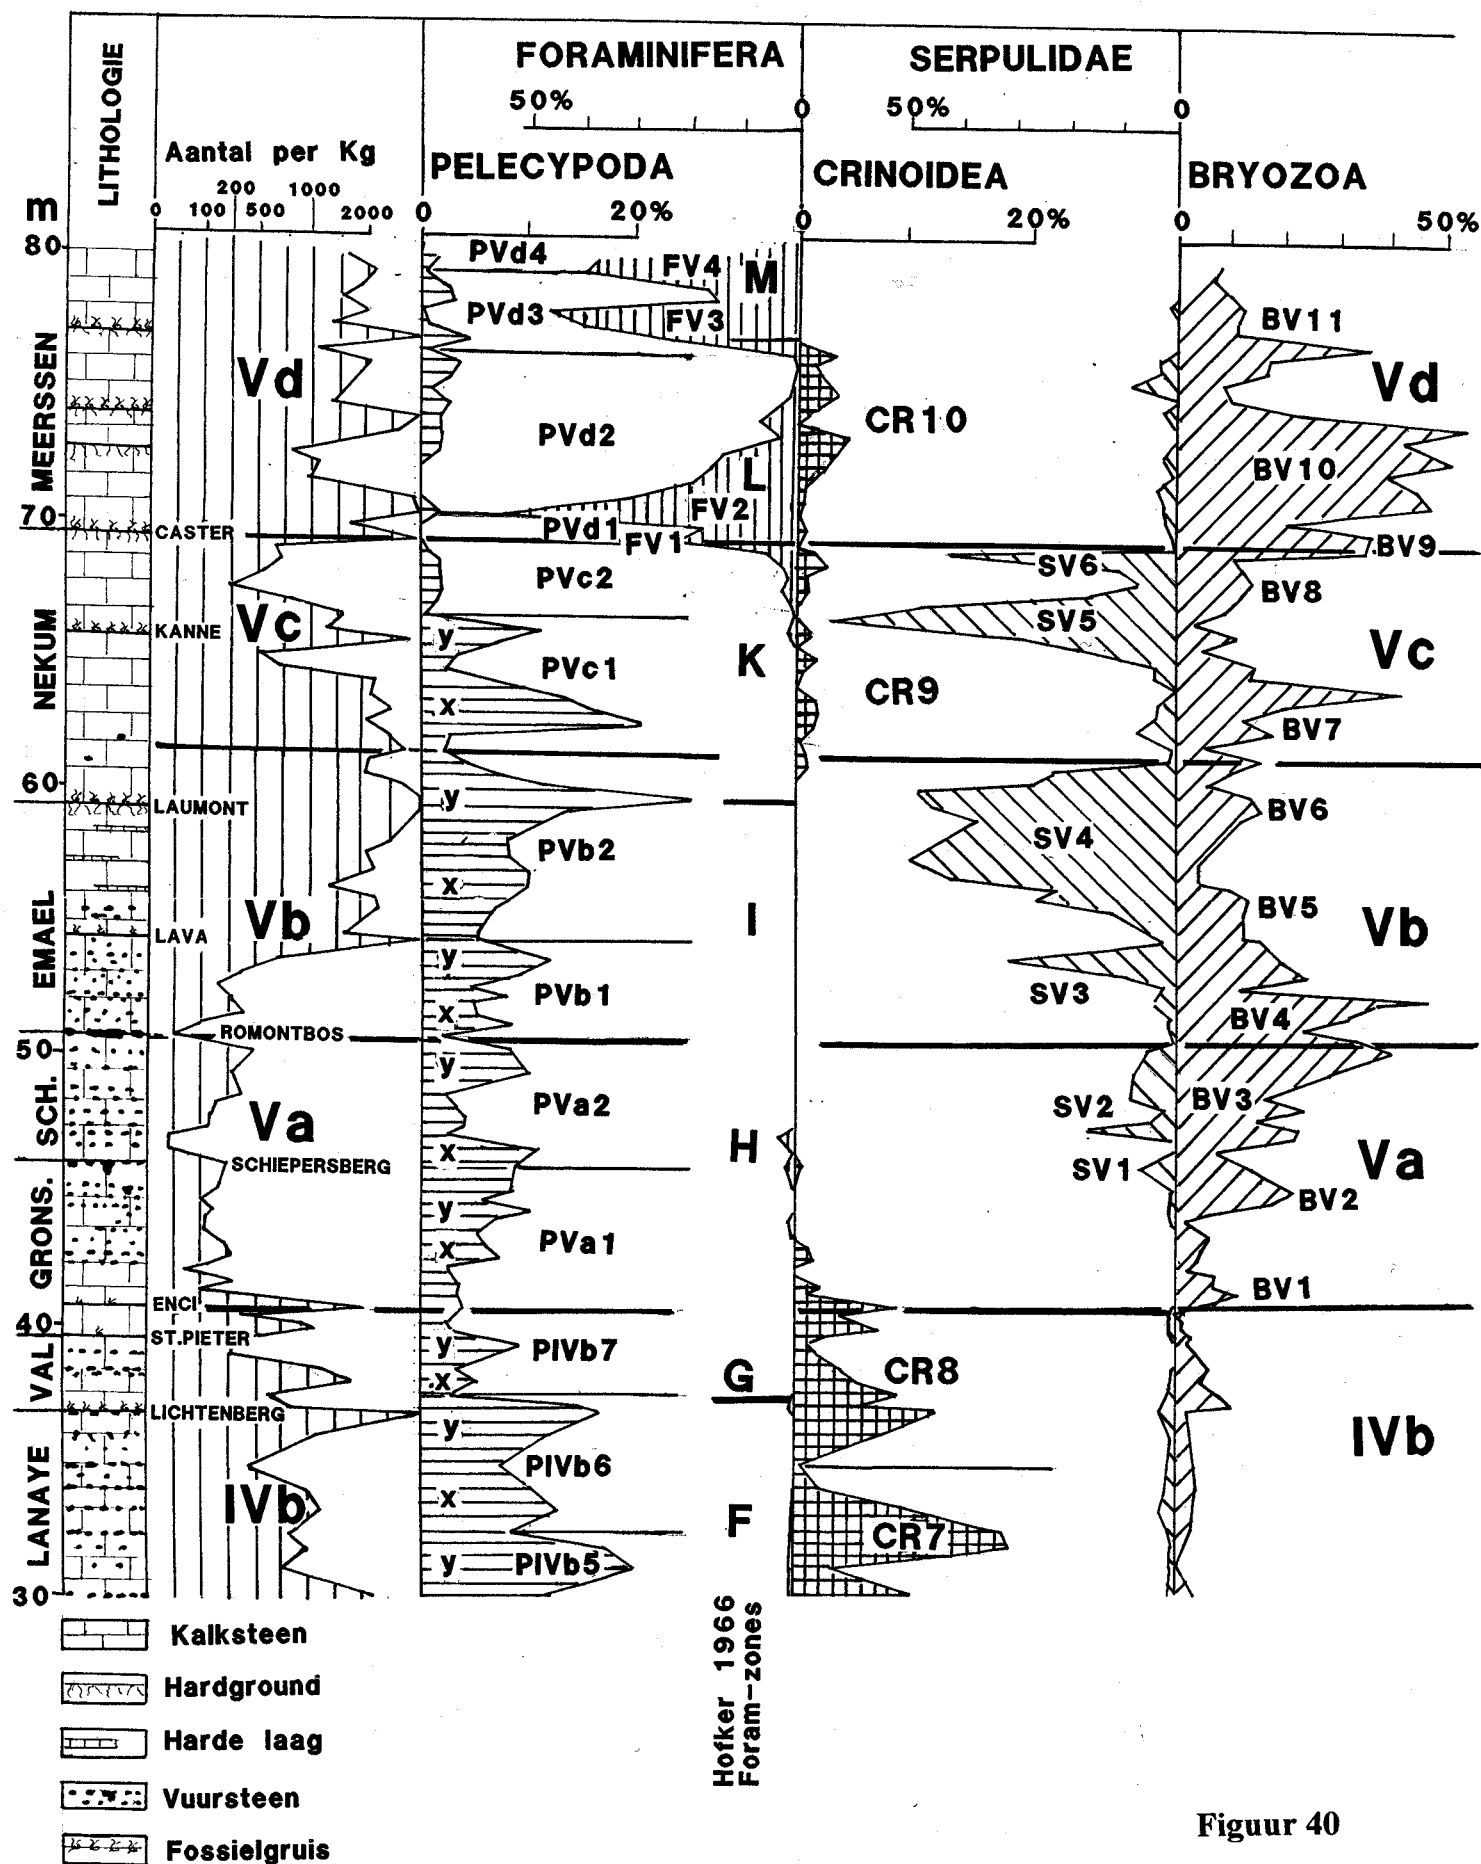 LITHOLOGIE
FORAMINIFERA
SERPULIDAE
50% 0 50% 0
Aantal per Kg
PELECYPODA
CRINOIDEA
BRYOZOA
200 1000
0 100 500 2000
0 20% 0 20% 0 50%
m
80
70
60
50
40
30
MEERSSEN
NEKUM
EMAEL
SCH.
GRONS.
VAL
LANAYE
CASTER
KANNE
LAUMONT
LAVA
ROMONTBOS
SCHIEPERSBERG
ENCI
ST.PIETER
LICHTENBERG
Vd
Vc
Vb
Va
IVb
PVd4
PVd3
PVd2
PVd1
PVc2
y
PVc1
x
y
PVb2
x
y
PVb1
x
y
PVa2
x
y
PVa1
x
y
PIVb7
x
y
PIVb6
x
y
PIVb5
FV4
FV3
FV2
FV1
M
L
K
I
H
G
F
Hofker 1966
Foram-zones
CR10
CR9
CR8
CR7
SV6
SV5
SV4
SV3
SV2
SV1
BV11
BV10
BV9
BV8
BV7
BV6
BV5
BV4
BV3
BV2
BV1
Vd
Vc
Vb
Va
IVb
Kalksteen
Hardground
Harde laag
Vuursteen
Fossielgruis
Figuur 40